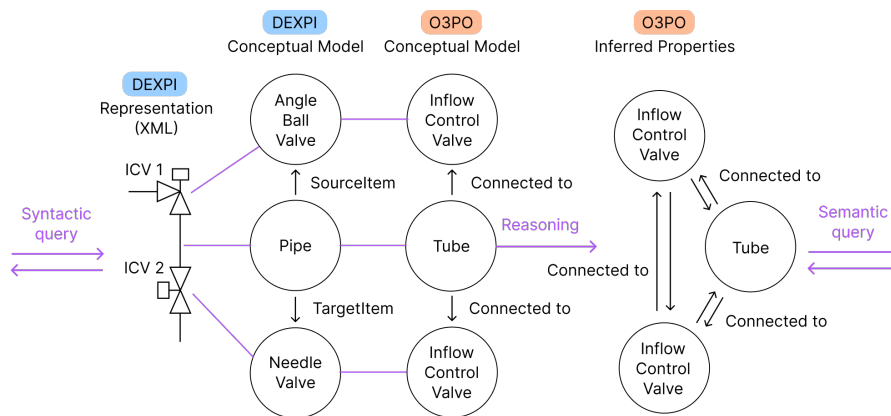 DEXPI
Conceptual Model
O3PO
Conceptual Model
O3PO
Inferred Properties
DEXPI
Representation
(XML)
Angle
Ball
Valve
Inflow
Control
Valve
Inflow
Control
Valve
ICV 1
SourceItem
Connected to
Connected to
Syntactic
query
Pipe
Tube
Reasoning
Tube
Semantic
query
ICV 2
Connected to
TargetItem
Connected to
Connected to
Needle
Valve
Inflow
Control
Valve
Inflow
Control
Valve